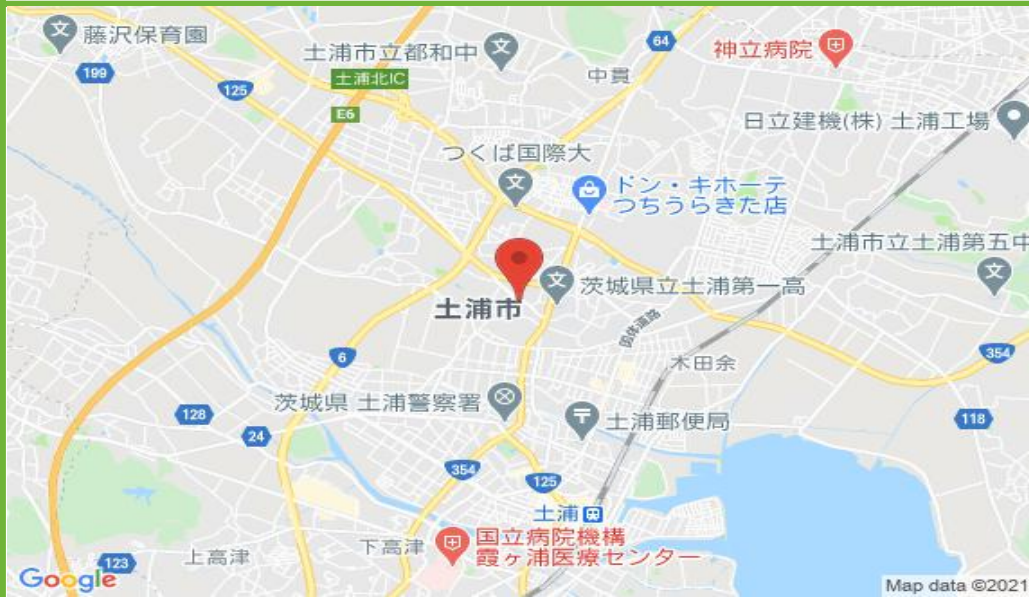 藤沢保育園
土浦市立都和中
64
神立病院
199
土浦北IC
中貫
125
E6
日立建機(株) 土浦工場
つくば国際大
ドン・キホーテ
つちうらきた店
土浦市立土浦第五中
茨城県立土浦第一高
土浦市
国体道路
6
木田余
354
茨城県 土浦警察署
128
土浦郵便局
118
24
354
125
土浦
国立病院機構
霞ヶ浦医療センター
下高津
上高津
123
Google
Map data ©2021